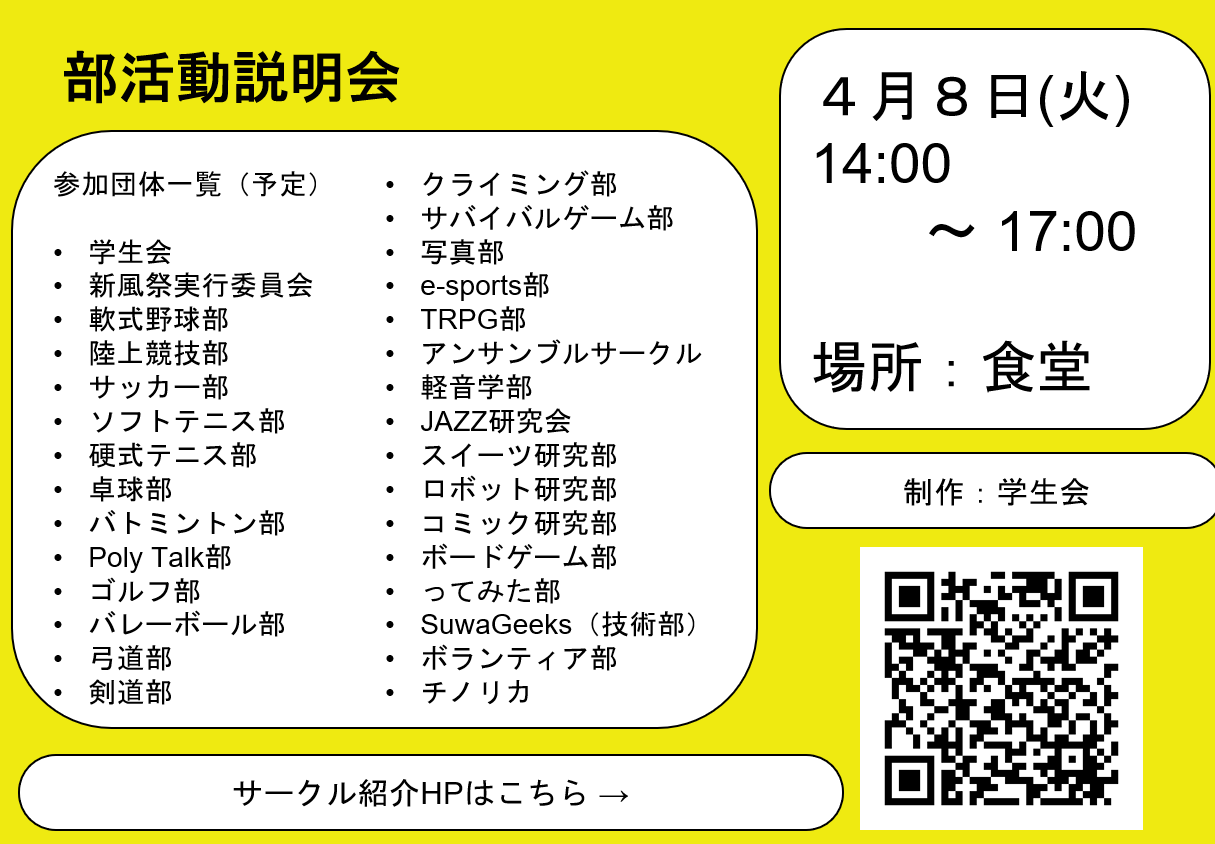 部活動説明会
参加団体一覧（予定）
• 学生会
• 新風祭実行委員会
• 軟式野球部
• 陸上競技部
• サッカー部
• ソフトテニス部
• 硬式テニス部
• 卓球部
• バトミントン部
• Poly Talk部
• ゴルフ部
• バレーボール部
• 弓道部
• 剣道部
• クライミング部
• サバイバルゲーム部
• 写真部
• e-sports部
• TRPG部
• アンサンブルサークル
• 軽音学部
• JAZZ研究会
• スイーツ研究部
• ロボット研究部
• コミック研究部
• ボードゲーム部
• ってみた部
• SuwaGeeks（技術部）
• ボランティア部
• チノリカ
４月８日(火)
14:00
～ 17:00
場所：食堂
制作：学生会
サークル紹介HPはこちら →